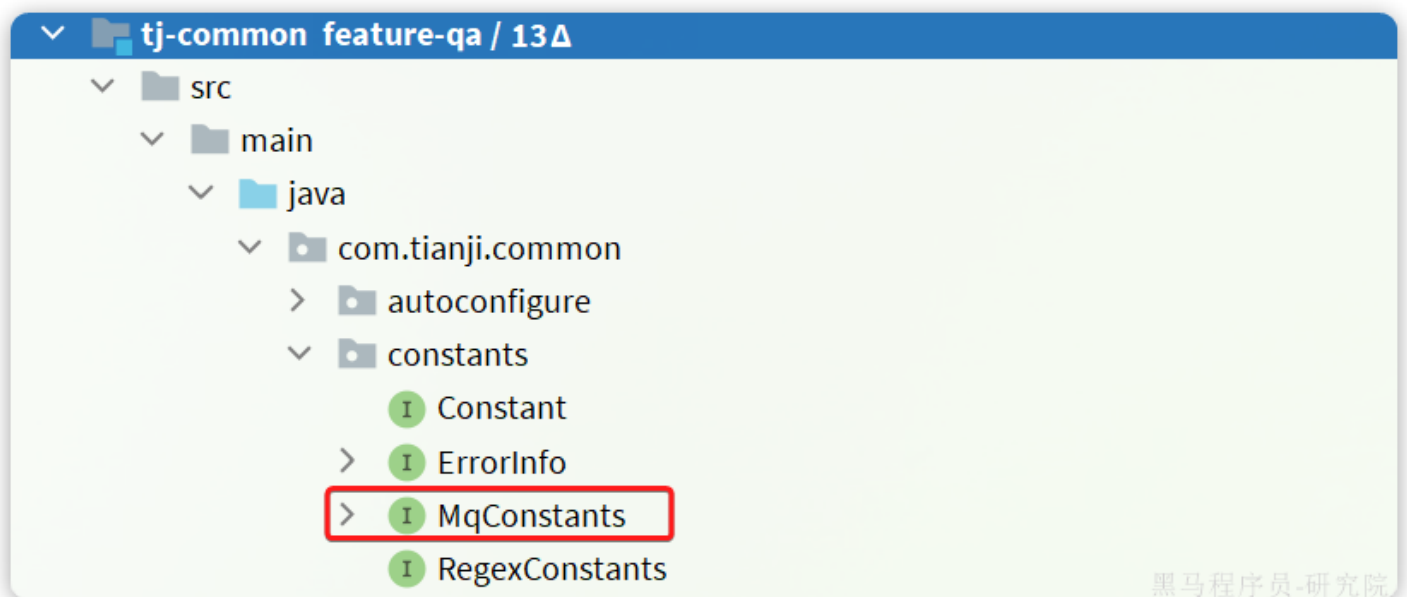 tj-common feature-qa / 13Δ
src
main
java
com.tianji.common
autoconfigure
constants
I Constant
I ErrorInfo
I MqConstants
I RegexConstants
黑马程序员-研究院